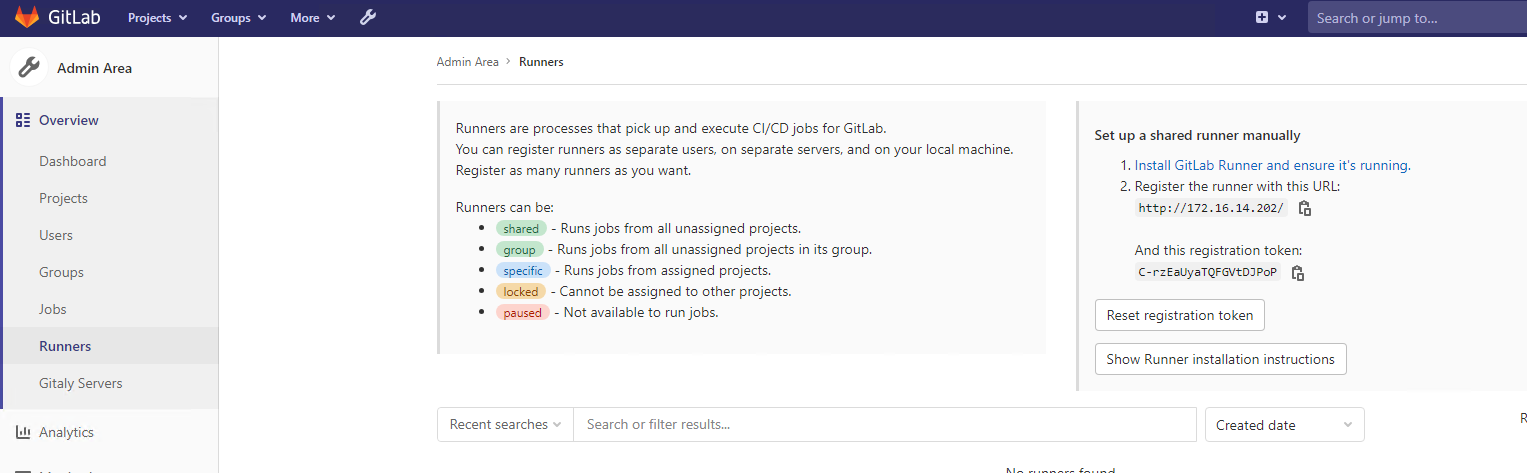 GitLab Projects Groups More Search or jump to...
Admin Area
Overview
Dashboard
Projects
Users
Groups
Jobs
Runners
Gitaly Servers
Analytics
Admin Area > Runners
Runners are processes that pick up and execute CI/CD jobs for GitLab.
You can register runners as separate users, on separate servers, and on your local machine.
Register as many runners as you want.
Runners can be:
shared - Runs jobs from all unassigned projects.
group - Runs jobs from all unassigned projects in its group.
specific - Runs jobs from assigned projects.
locked - Cannot be assigned to other projects.
paused - Not available to run jobs.
Set up a shared runner manually
1. Install GitLab Runner and ensure it's running.
2. Register the runner with this URL:
http://172.16.14.202/
And this registration token:
C-rzEaUyaTQFGVtDJPoP
Reset registration token
Show Runner installation instructions
Recent searches Search or filter results... Created date
No runners found